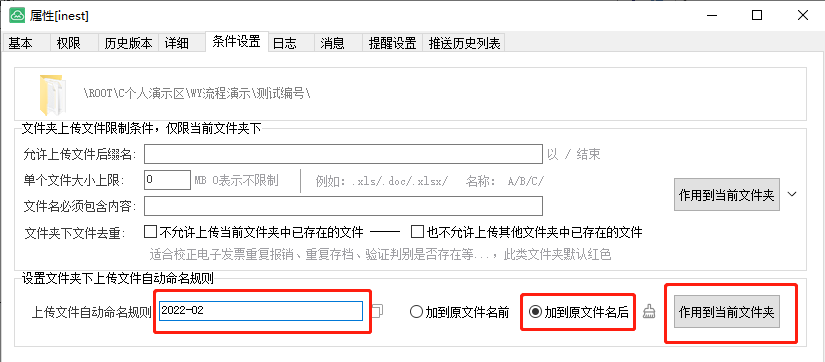 属性[inest]
基本 权限 历史版本 详细 条件设置 日志 消息 提醒设置 推送历史列表
\ROOT\C个人演示区\WY流程演示\测试编号\
文件夹上传文件限制条件，仅限当前文件夹下
允许上传文件后缀名: 以 / 结束
单个文件大小上限: 0 MB 0表示不限制 例如: .xls/.doc/.xlsx/ 名称: A/B/C/
作用到当前文件夹
文件名必须包含内容:
文件夹下文件去重: 不允许上传当前文件夹中已存在的文件 —— 也不允许上传其他文件夹中已存在的文件
适合校正电子发票重复报销、重复存档、验证判别是否存在等...，此类文件夹默认红色
设置文件夹下上传文件自动命名规则
上传文件自动命名规则 2022-02 加到原文件名前 加到原文件名后 作用到当前文件夹